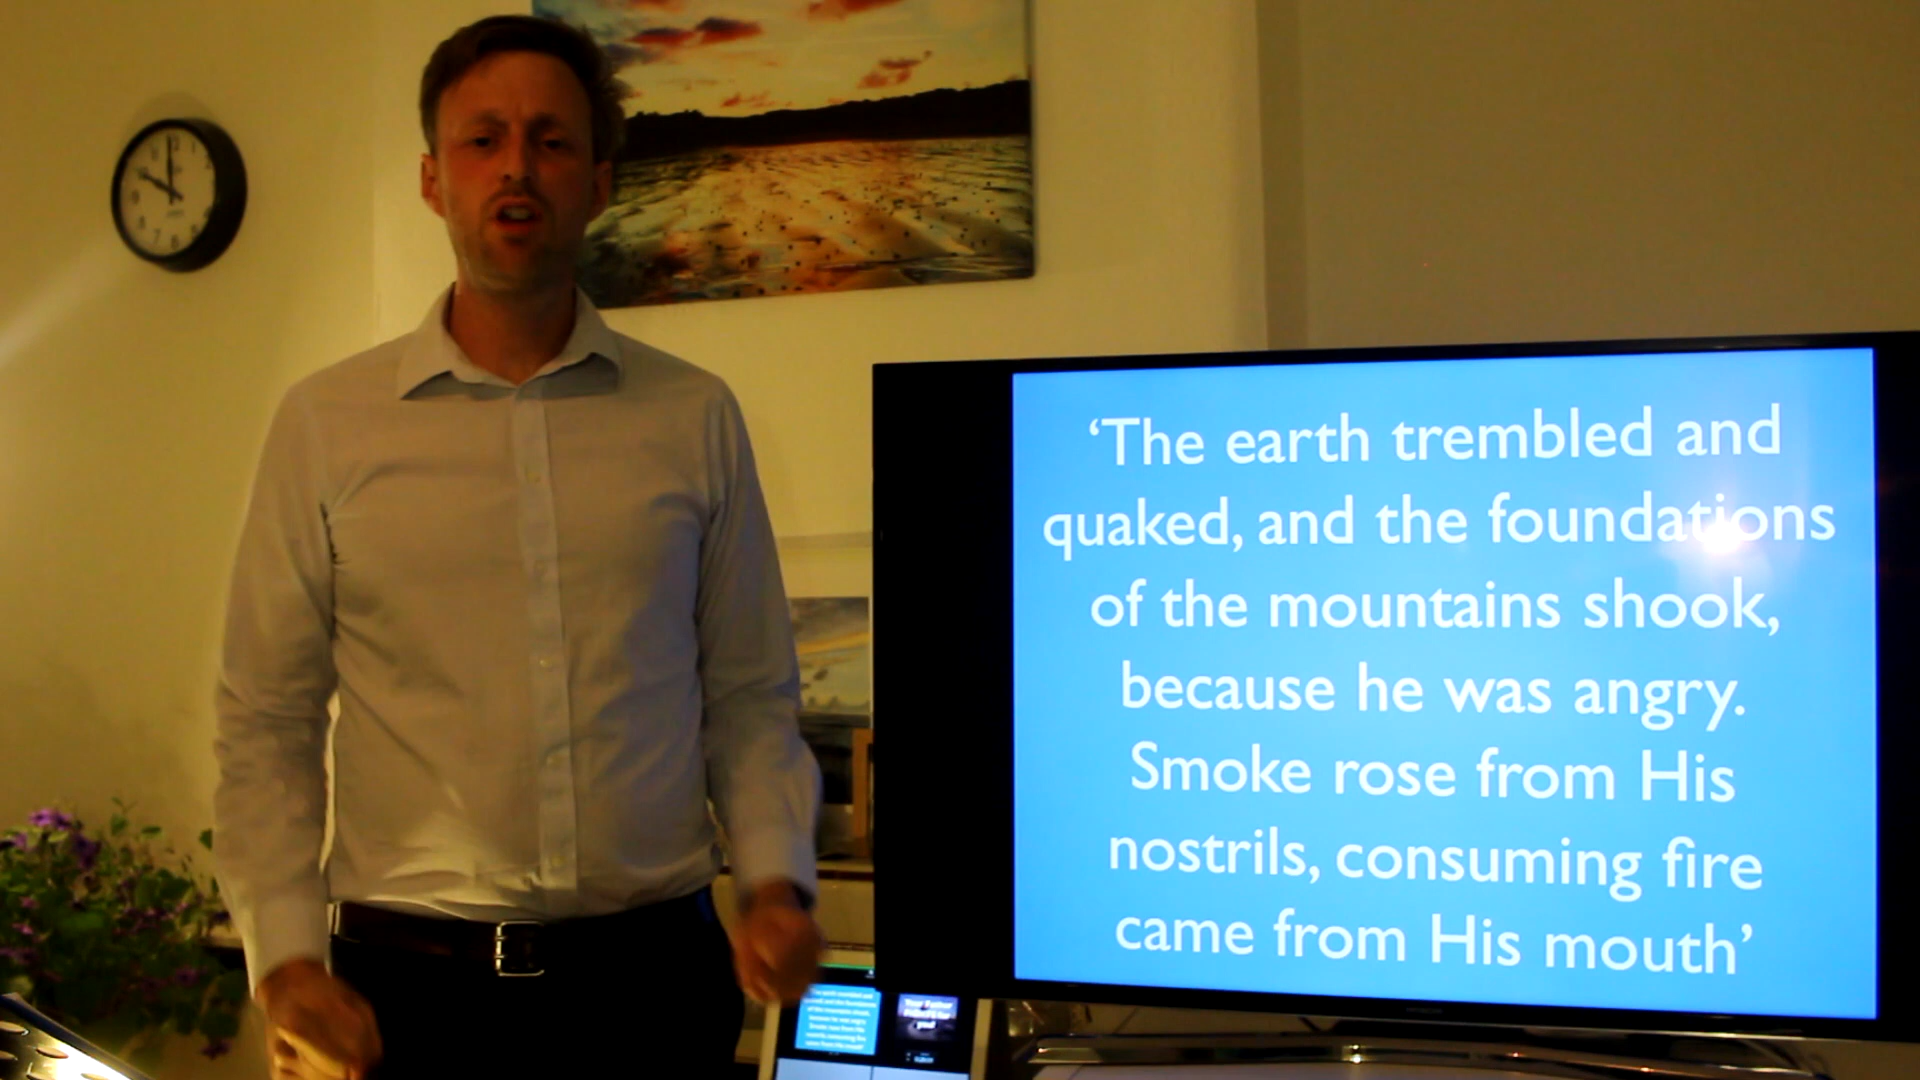 ‘The earth trembled and
quaked, and the foundations
of the mountains shook,
because he was angry.
Smoke rose from His
nostrils, consuming fire
came from His mouth’